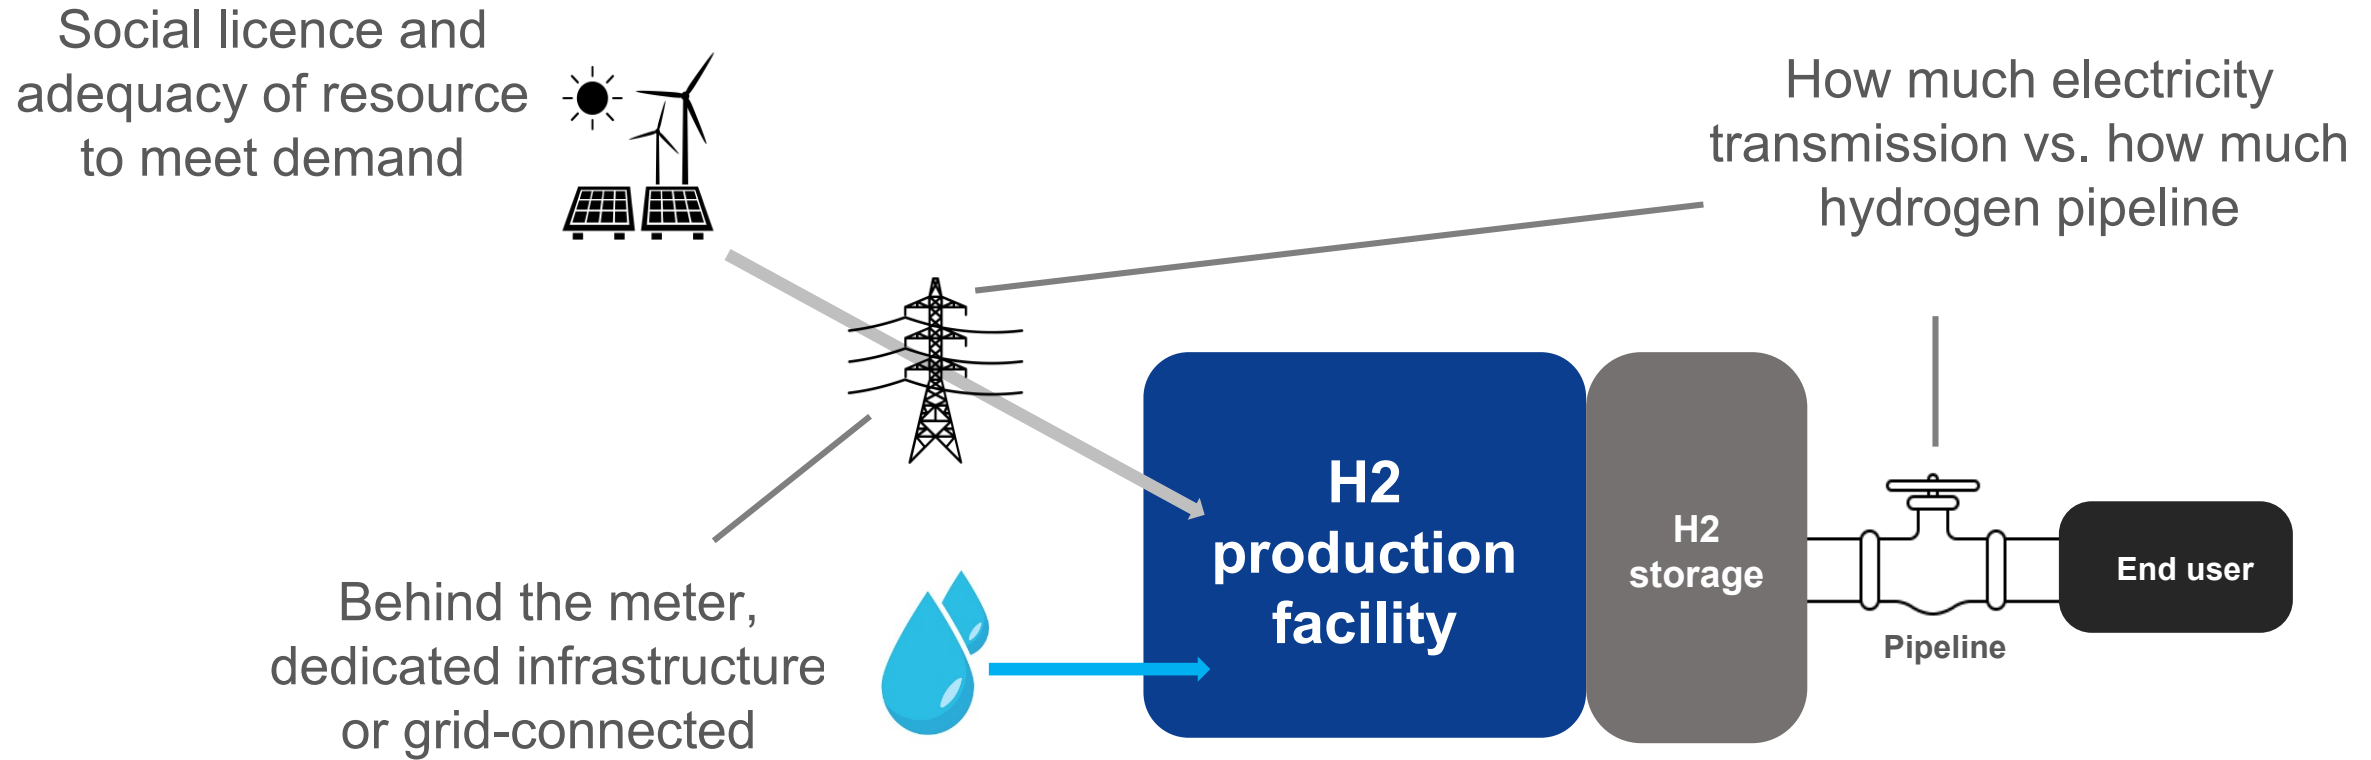 Social licence and
adequacy of resource
to meet demand
How much electricity
transmission vs. how much
hydrogen pipeline
Behind the meter,
dedicated infrastructure
or grid-connected
H2
production
facility
H2
storage
Pipeline
End user